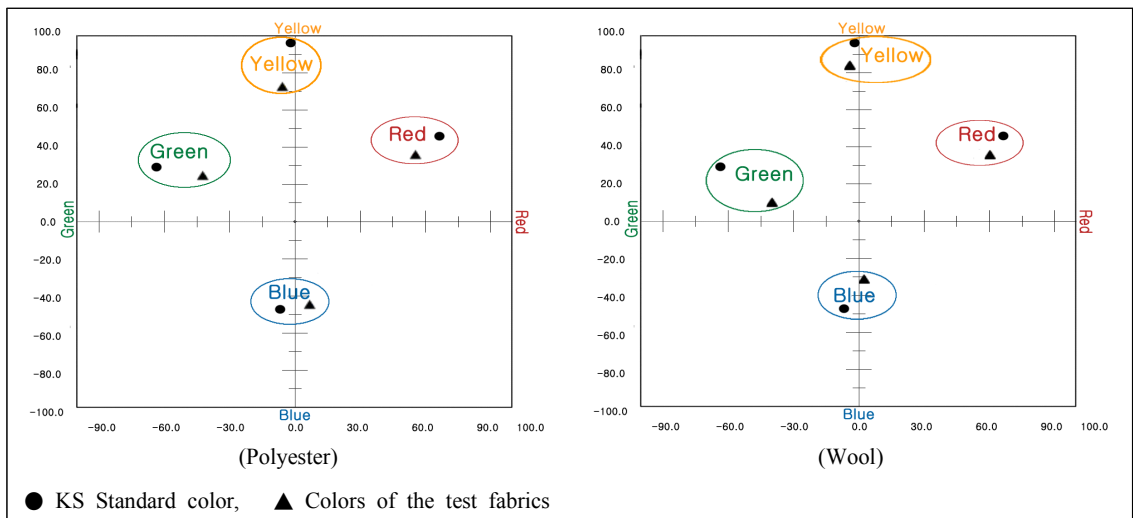 Yellow
100.0
80.0
60.0
40.0
20.0
0.0
-20.0
-40.0
-60.0
-80.0
-100.0
Yellow
Green
Red
Blue
Green
Red
Blue
-90.0 -60.0 -30.0 0.0 30.0 60.0 90.0 100.0
(Polyester)
Yellow
100.0
80.0
60.0
40.0
20.0
0.0
-20.0
-40.0
-60.0
-80.0
-100.0
Yellow
Green
Red
Blue
Green
Red
Blue
-90.0 -60.0 -30.0 0.0 30.0 60.0 90.0 100.0
(Wool)
● KS Standard color, ▲ Colors of the test fabrics